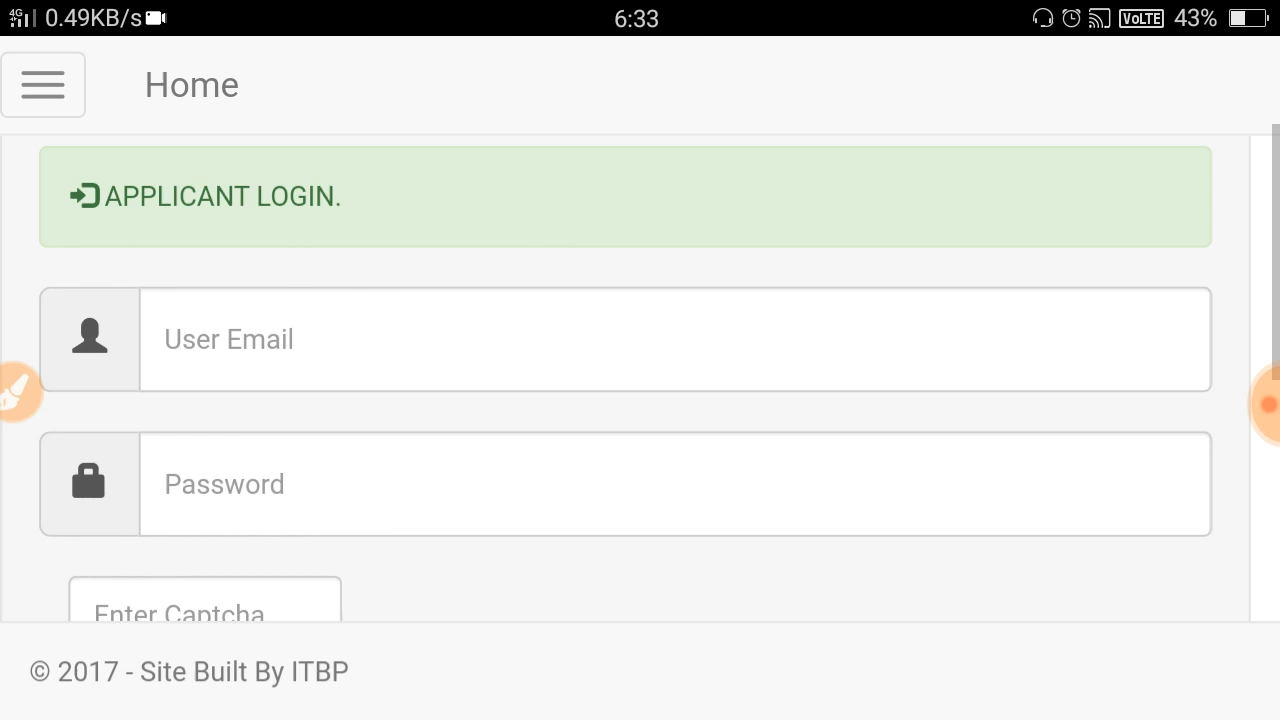 4G 0.49KB/s 6:33 VoLTE 43%
Home
APPLICANT LOGIN.
User Email
Password
Enter Captcha
© 2017 - Site Built By ITBP